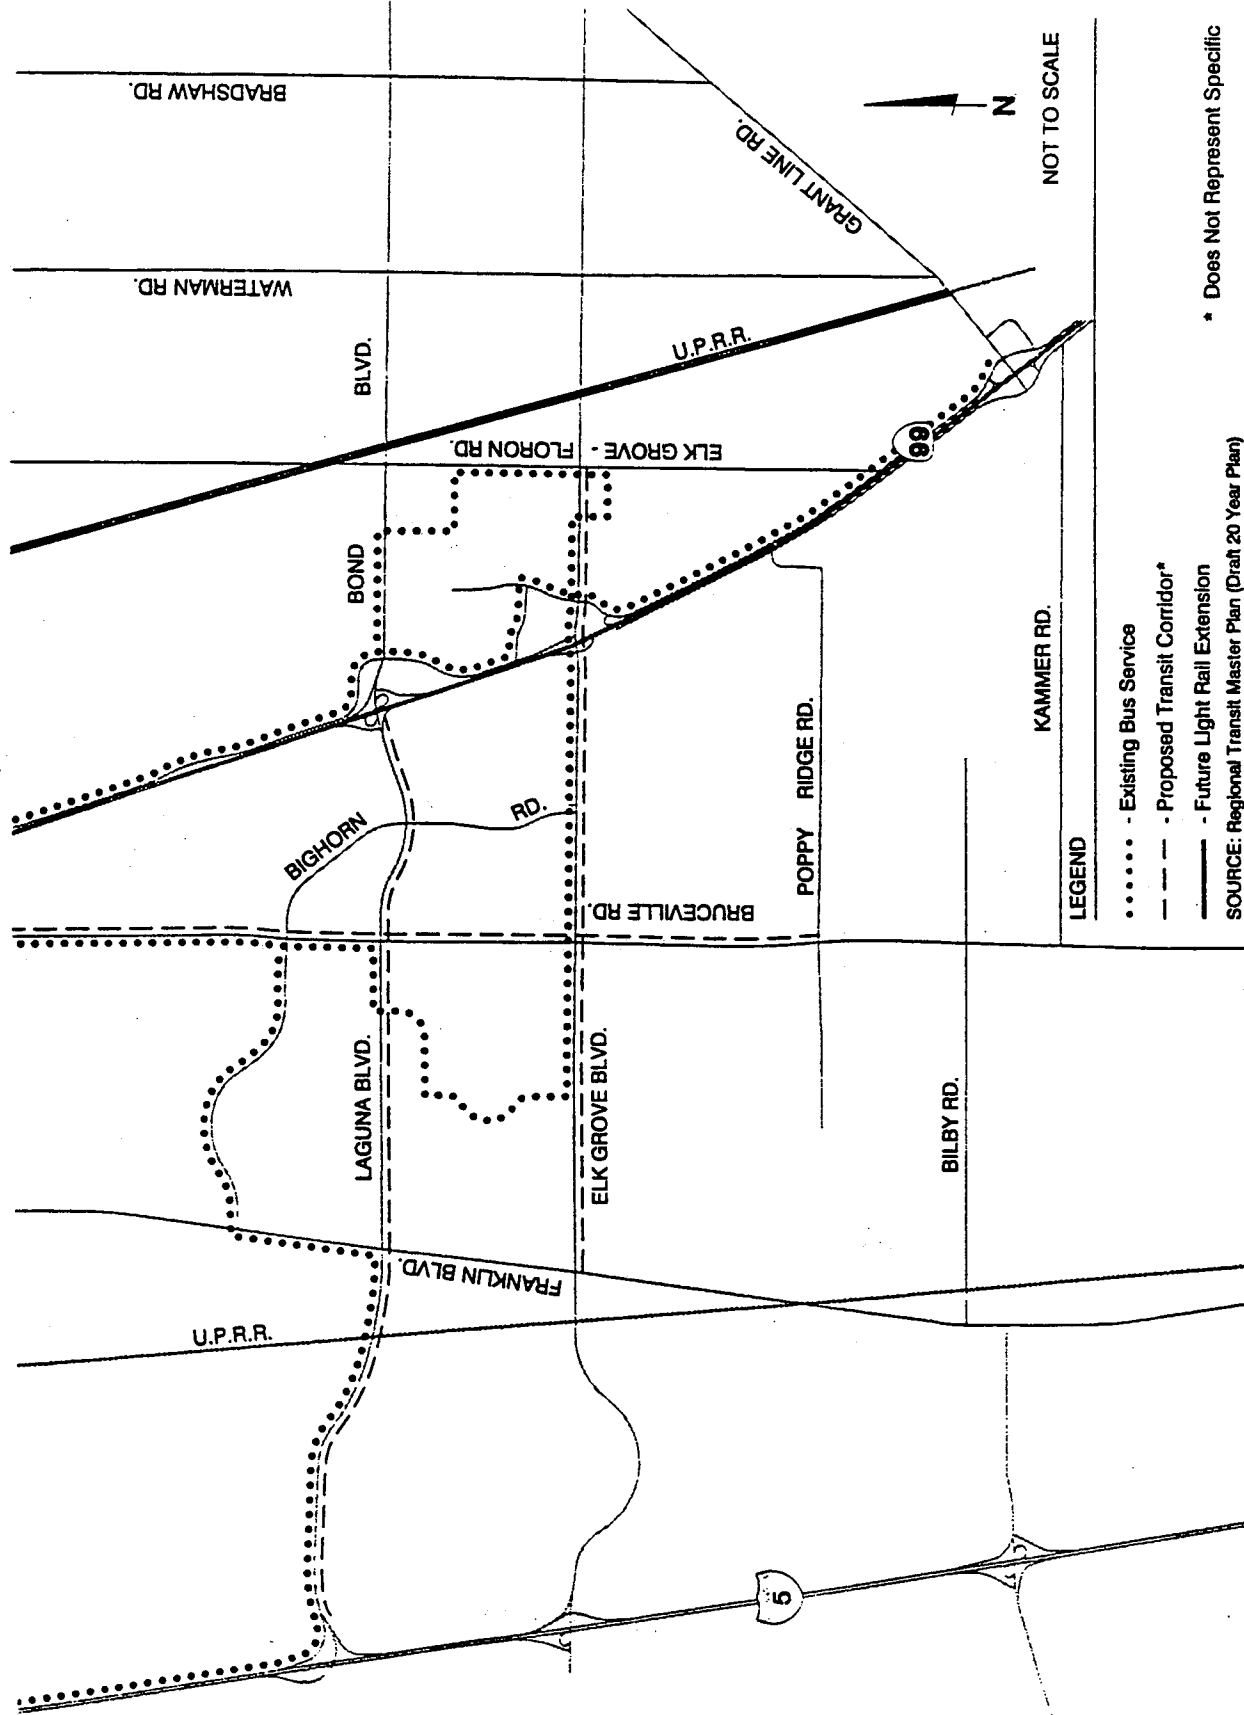 BRADSHAW RD.
WATERMAN RD.
GRANT LINE RD.
N
NOT TO SCALE
BLVD.
U.P.R.R.
ELK GROVE - FLORON RD.
99
BOND
BIGHORN
RD.
BRUCEVILLE RD.
POPPY RIDGE RD.
KAMMER RD.
LAGUNA BLVD.
ELK GROVE BLVD.
BILBY RD.
FRANKLIN BLVD.
U.P.R.R.
5
LEGEND
- Existing Bus Service
- Proposed Transit Corridor*
- Future Light Rail Extension
SOURCE: Regional Transit Master Plan (Draft 20 Year Plan)
* Does Not Represent Specific